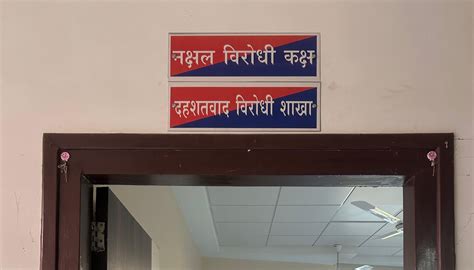 नक्षल विरोधी कक्ष
दहशतवाद विरोधी शाखा